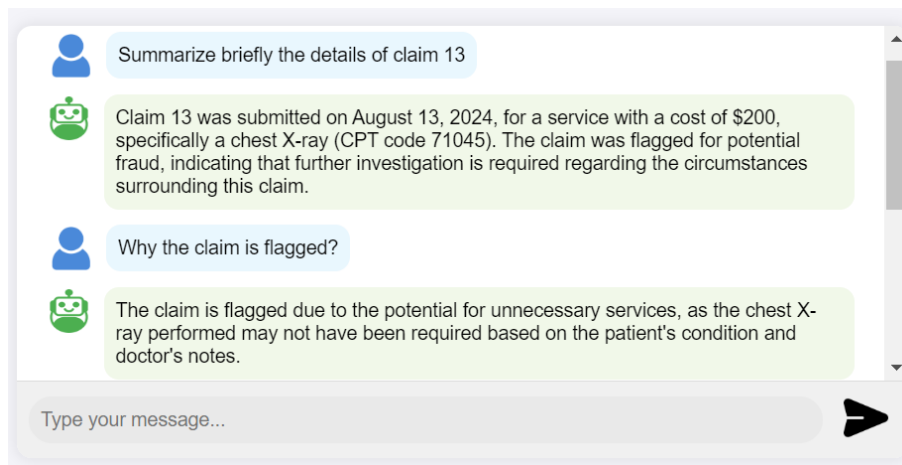 Summarize briefly the details of claim 13
Claim 13 was submitted on August 13, 2024, for a service with a cost of $200,
specifically a chest X-ray (CPT code 71045). The claim was flagged for potential
fraud, indicating that further investigation is required regarding the circumstances
surrounding this claim.
Why the claim is flagged?
The claim is flagged due to the potential for unnecessary services, as the chest X-
ray performed may not have been required based on the patient's condition and
doctor's notes.
Type your message...